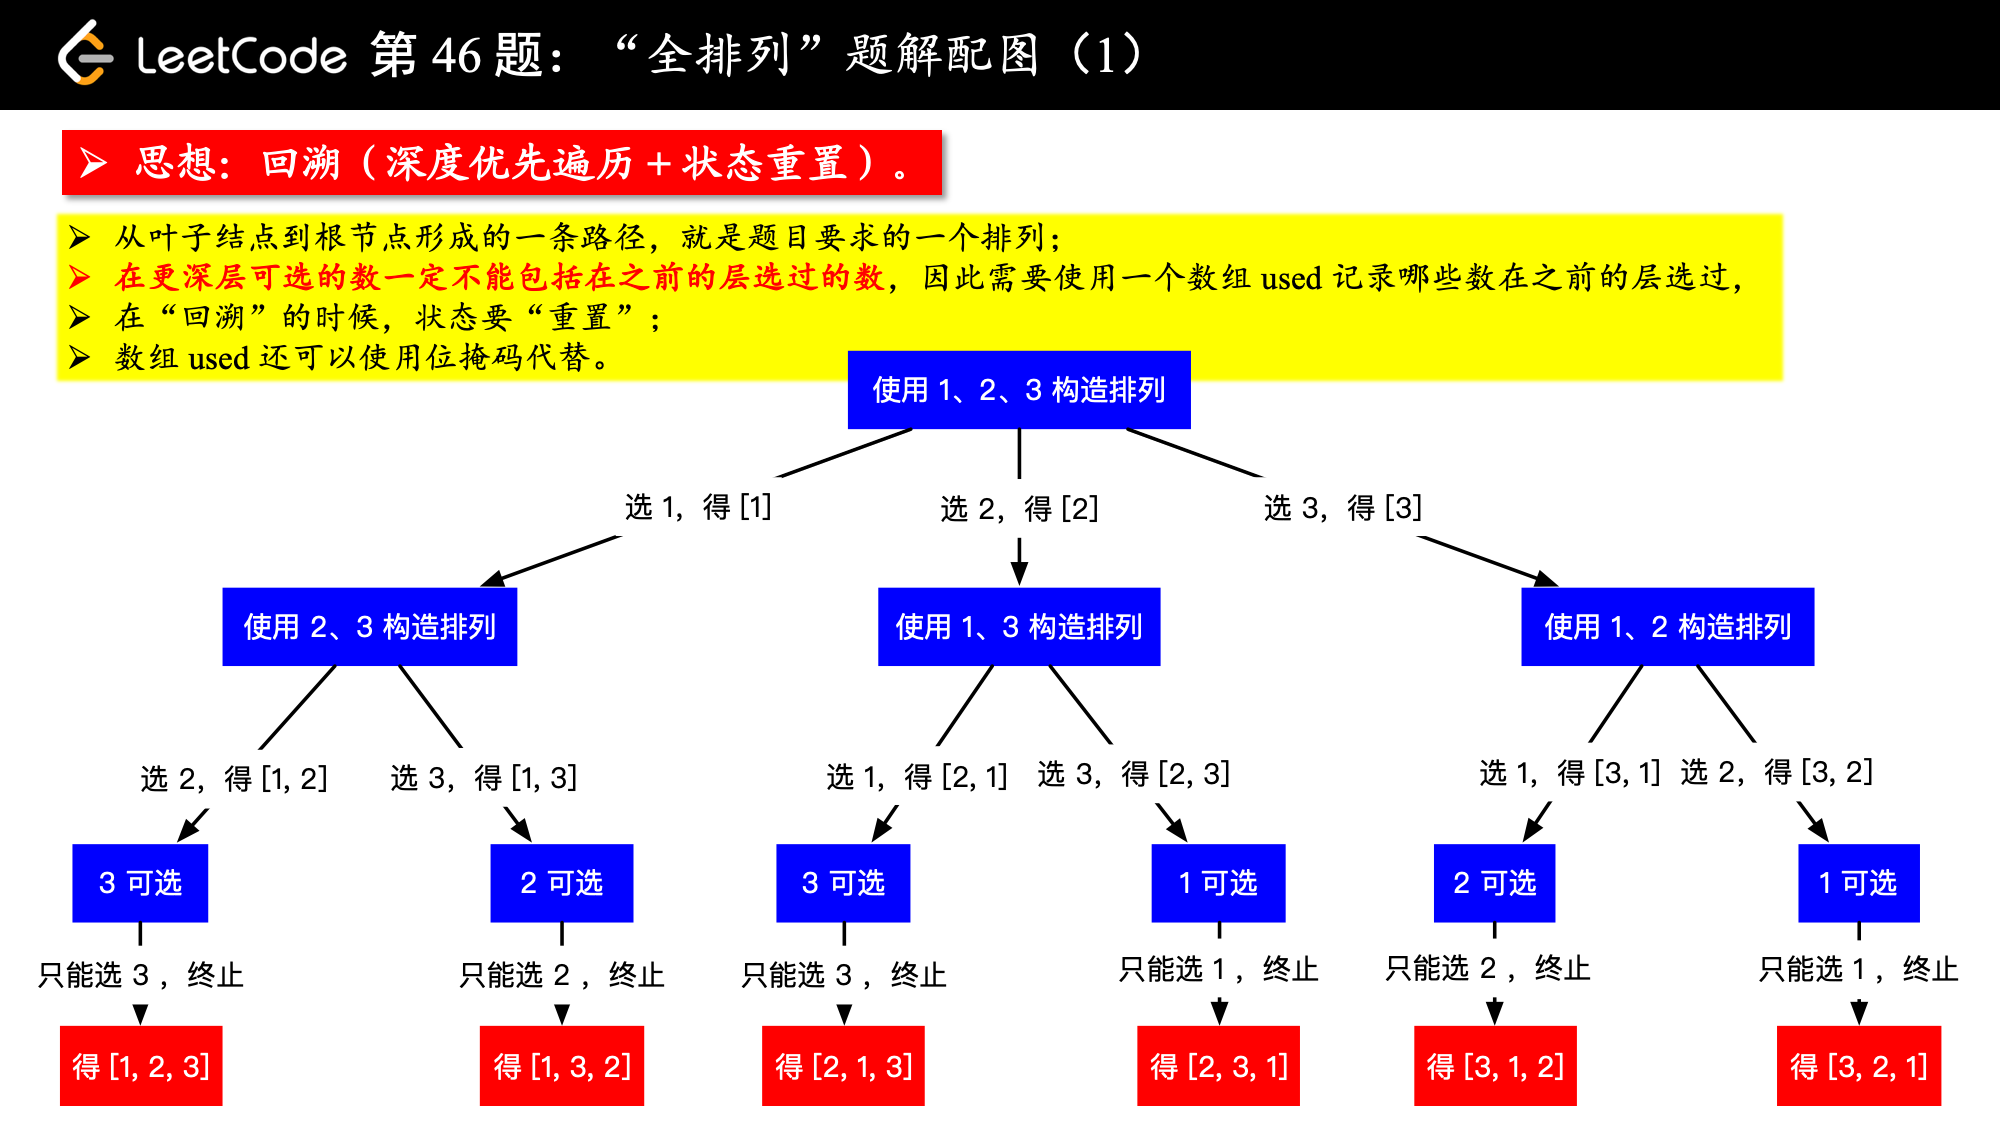 LeetCode 第 46 题：“全排列”题解配图（1）
思想：回溯（深度优先遍历 + 状态重置）。
从叶子结点到根节点形成的一条路径，就是题目要求的一个排列；
在更深层可选的数一定不能包括在之前的层选过的数，因此需要使用一个数组 used 记录哪些数在之前的层选过，
在“回溯”的时候，状态要“重置”；
数组 used 还可以使用位掩码代替。
使用 1、2、3 构造排列
选 1，得 [1]
选 2，得 [2]
选 3，得 [3]
使用 2、3 构造排列
使用 1、3 构造排列
使用 1、2 构造排列
选 2，得 [1, 2]
选 3，得 [1, 3]
选 1，得 [2, 1]
选 3，得 [2, 3]
选 1，得 [3, 1]
选 2，得 [3, 2]
3 可选
2 可选
3 可选
1 可选
2 可选
1 可选
只能选 3 ，终止
只能选 2 ，终止
只能选 3 ，终止
只能选 1 ，终止
只能选 2 ，终止
只能选 1 ，终止
得 [1, 2, 3]
得 [1, 3, 2]
得 [2, 1, 3]
得 [2, 3, 1]
得 [3, 1, 2]
得 [3, 2, 1]